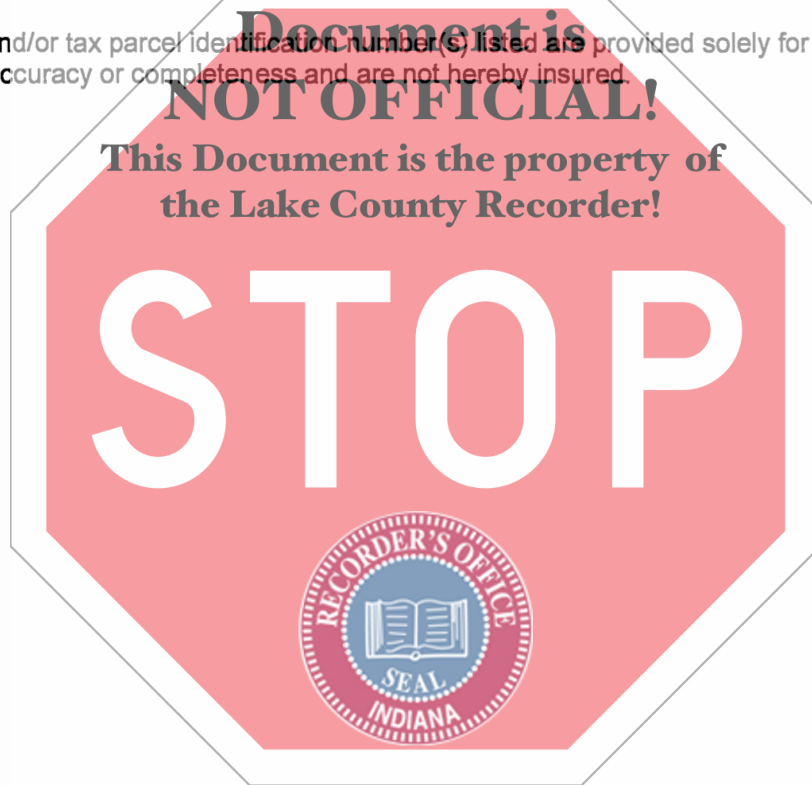 Document is
nd/or tax parcel identification number(s) listed are provided solely for
ccuracy or completeness and are not hereby insured.
NOT OFFICIAL!
This Document is the property of
the Lake County Recorder!
STOP
RECORDER'S OFFICE
SEAL
INDIANA